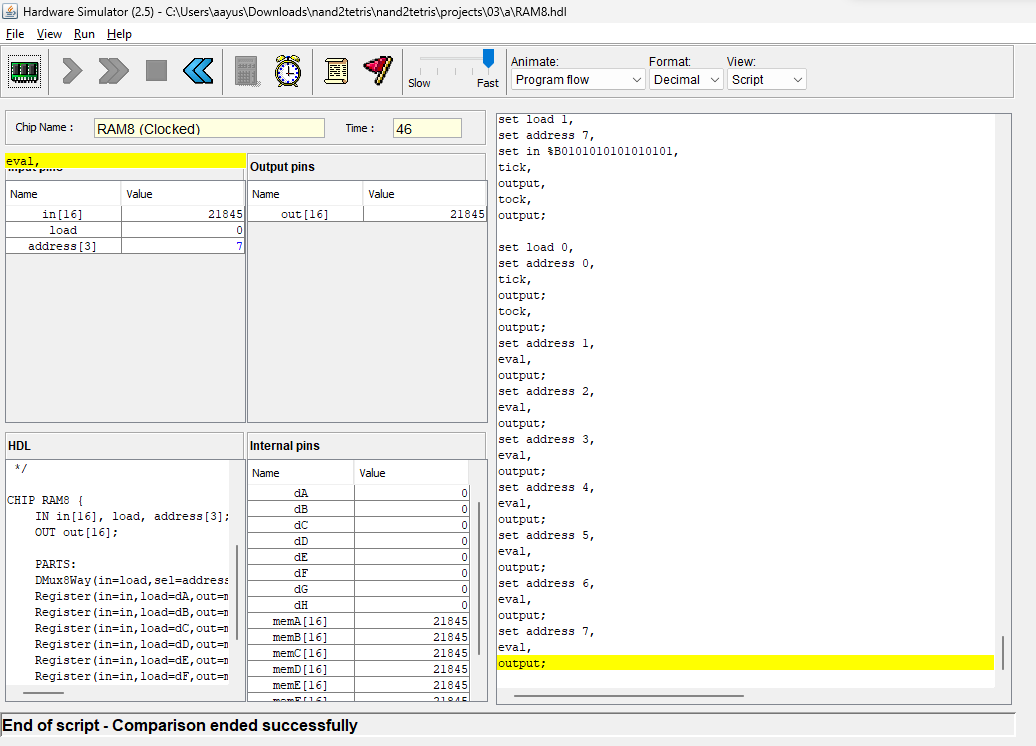 Hardware Simulator (2.5) - C:\Users\aayus\Downloads\nand2tetris\nand2tetris\projects\03\a\RAM8.hdl
File View Run Help
Slow Fast
Animate: Format: View:
Program flow Decimal Script
Chip Name : RAM8 (Clocked) Time : 46
eval,
Input pins
Name Value
in[16] 21845
load 0
address[3] 7
Output pins
Name Value
out[16] 21845
HDL
*/
CHIP RAM8 {
IN in[16], load, address[3];
OUT out[16];
PARTS:
DMux8Way(in=load,sel=address
Register(in=in,load=dA,out=m
Register(in=in,load=dB,out=m
Register(in=in,load=dC,out=m
Register(in=in,load=dD,out=m
Register(in=in,load=dE,out=m
Register(in=in,load=dF,out=m
Internal pins
Name Value
dA 0
dB 0
dC 0
dD 0
dE 0
dF 0
dG 0
dH 0
memA[16] 21845
memB[16] 21845
memC[16] 21845
memD[16] 21845
memE[16] 21845
memF[16] 21845
set load 1,
set address 7,
set in %B0101010101010101,
tick,
output,
tock,
output;
set load 0,
set address 0,
tick,
output;
tock,
output;
set address 1,
eval,
output;
set address 2,
eval,
output;
set address 3,
eval,
output;
set address 4,
eval,
output;
set address 5,
eval,
output;
set address 6,
eval,
output;
set address 7,
eval,
output;
End of script - Comparison ended successfully